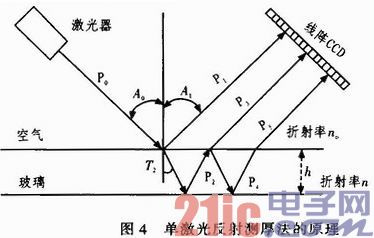 激光器
线阵CCD
P₀
A₀
A₁
P₁
P₃
P₅
空气
折射率n₀
T₂
P₂
P₄
h
玻璃
折射率n
21ic电子网
图 4 单激光反射测厚法的原理